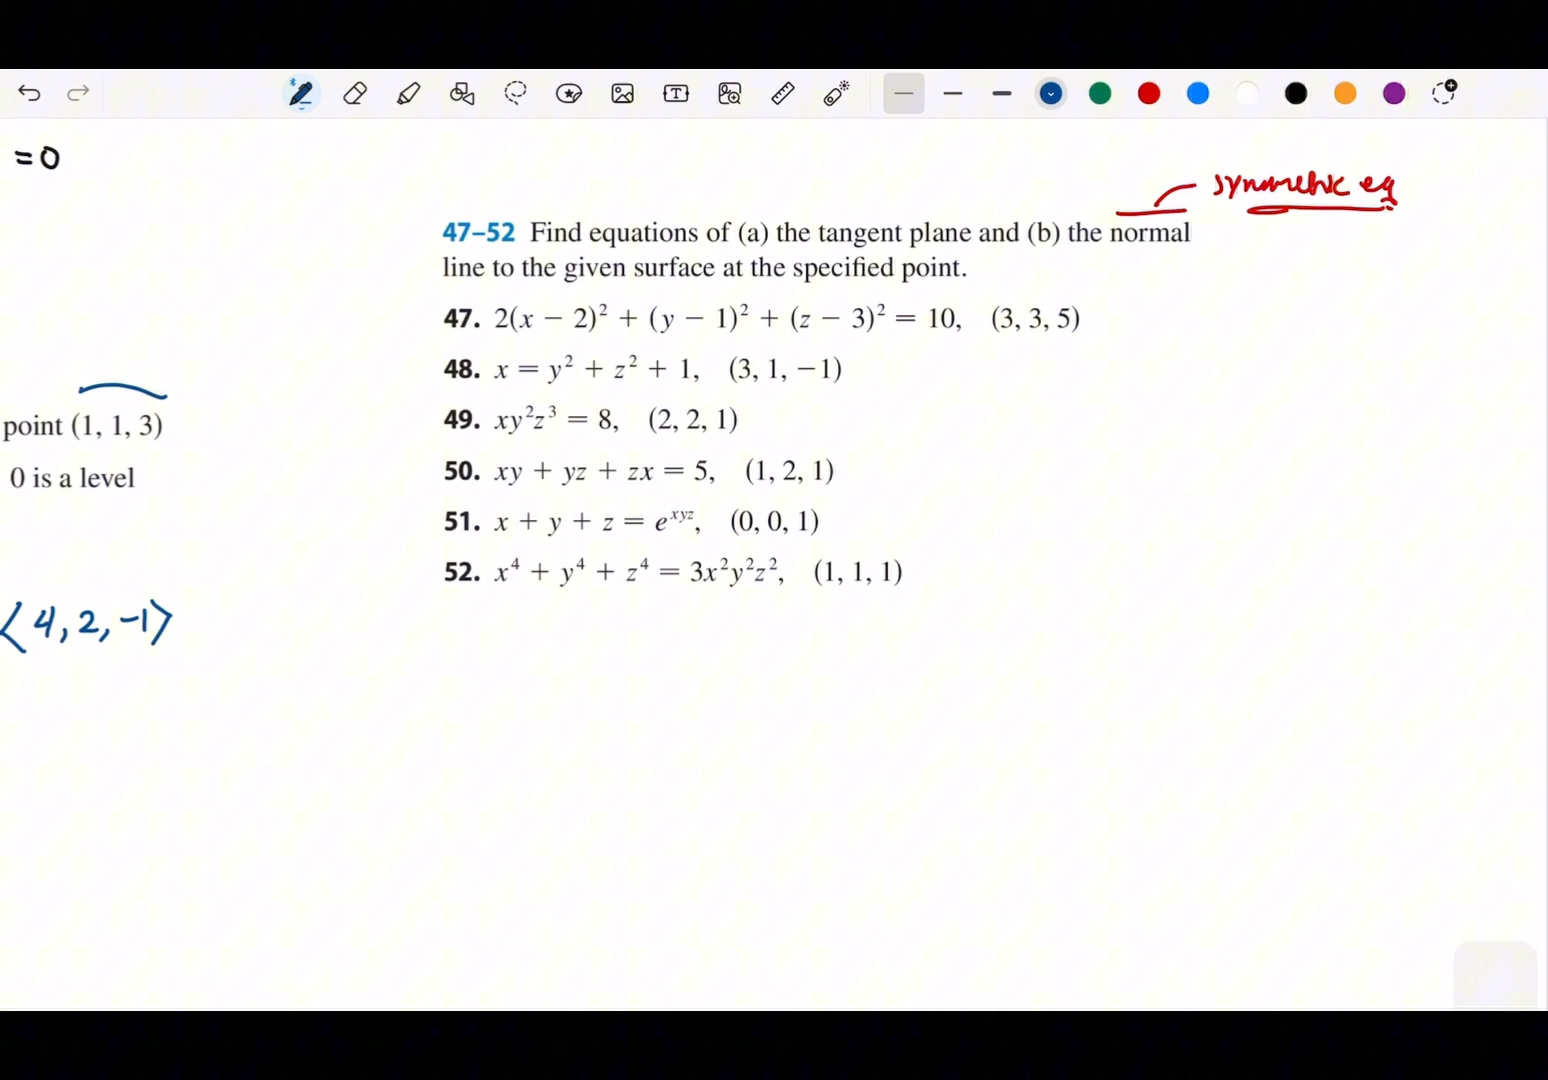 =0
symmetric eq
47–52 Find equations of (a) the tangent plane and (b) the normal
line to the given surface at the specified point.
47. 2(x − 2)² + (y − 1)² + (z − 3)² = 10, (3, 3, 5)
48. x = y² + z² + 1, (3, 1, −1)
49. xy²z³ = 8, (2, 2, 1)
50. xy + yz + zx = 5, (1, 2, 1)
51. x + y + z = e^xyz, (0, 0, 1)
52. x⁴ + y⁴ + z⁴ = 3x²y²z², (1, 1, 1)
point (1, 1, 3)
0 is a level
⟨4, 2, -1⟩